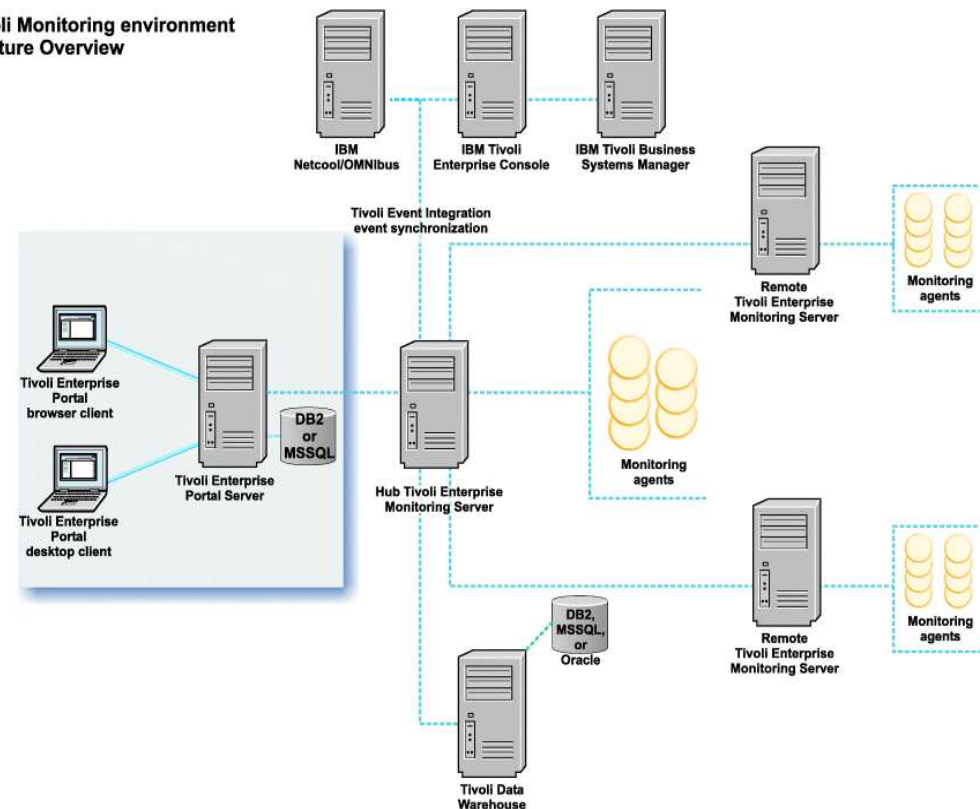 oli Monitoring environment
cture Overview
IBM
Netcool/OMNIbus
IBM Tivoli
Enterprise Console
IBM Tivoli Business
Systems Manager
Tivoli Event Integration
event synchronization
Remote
Tivoli Enterprise
Monitoring Server
Monitoring
agents
Tivoli Enterprise
Portal
browser client
Tivoli Enterprise
Portal
desktop client
DB2
or
MSSQL
Tivoli Enterprise
Portal Server
Hub Tivoli Enterprise
Monitoring Server
Monitoring
agents
DB2,
MSSQL,
or
Oracle
Remote
Tivoli Enterprise
Monitoring Server
Monitoring
agents
Tivoli Data
Warehouse